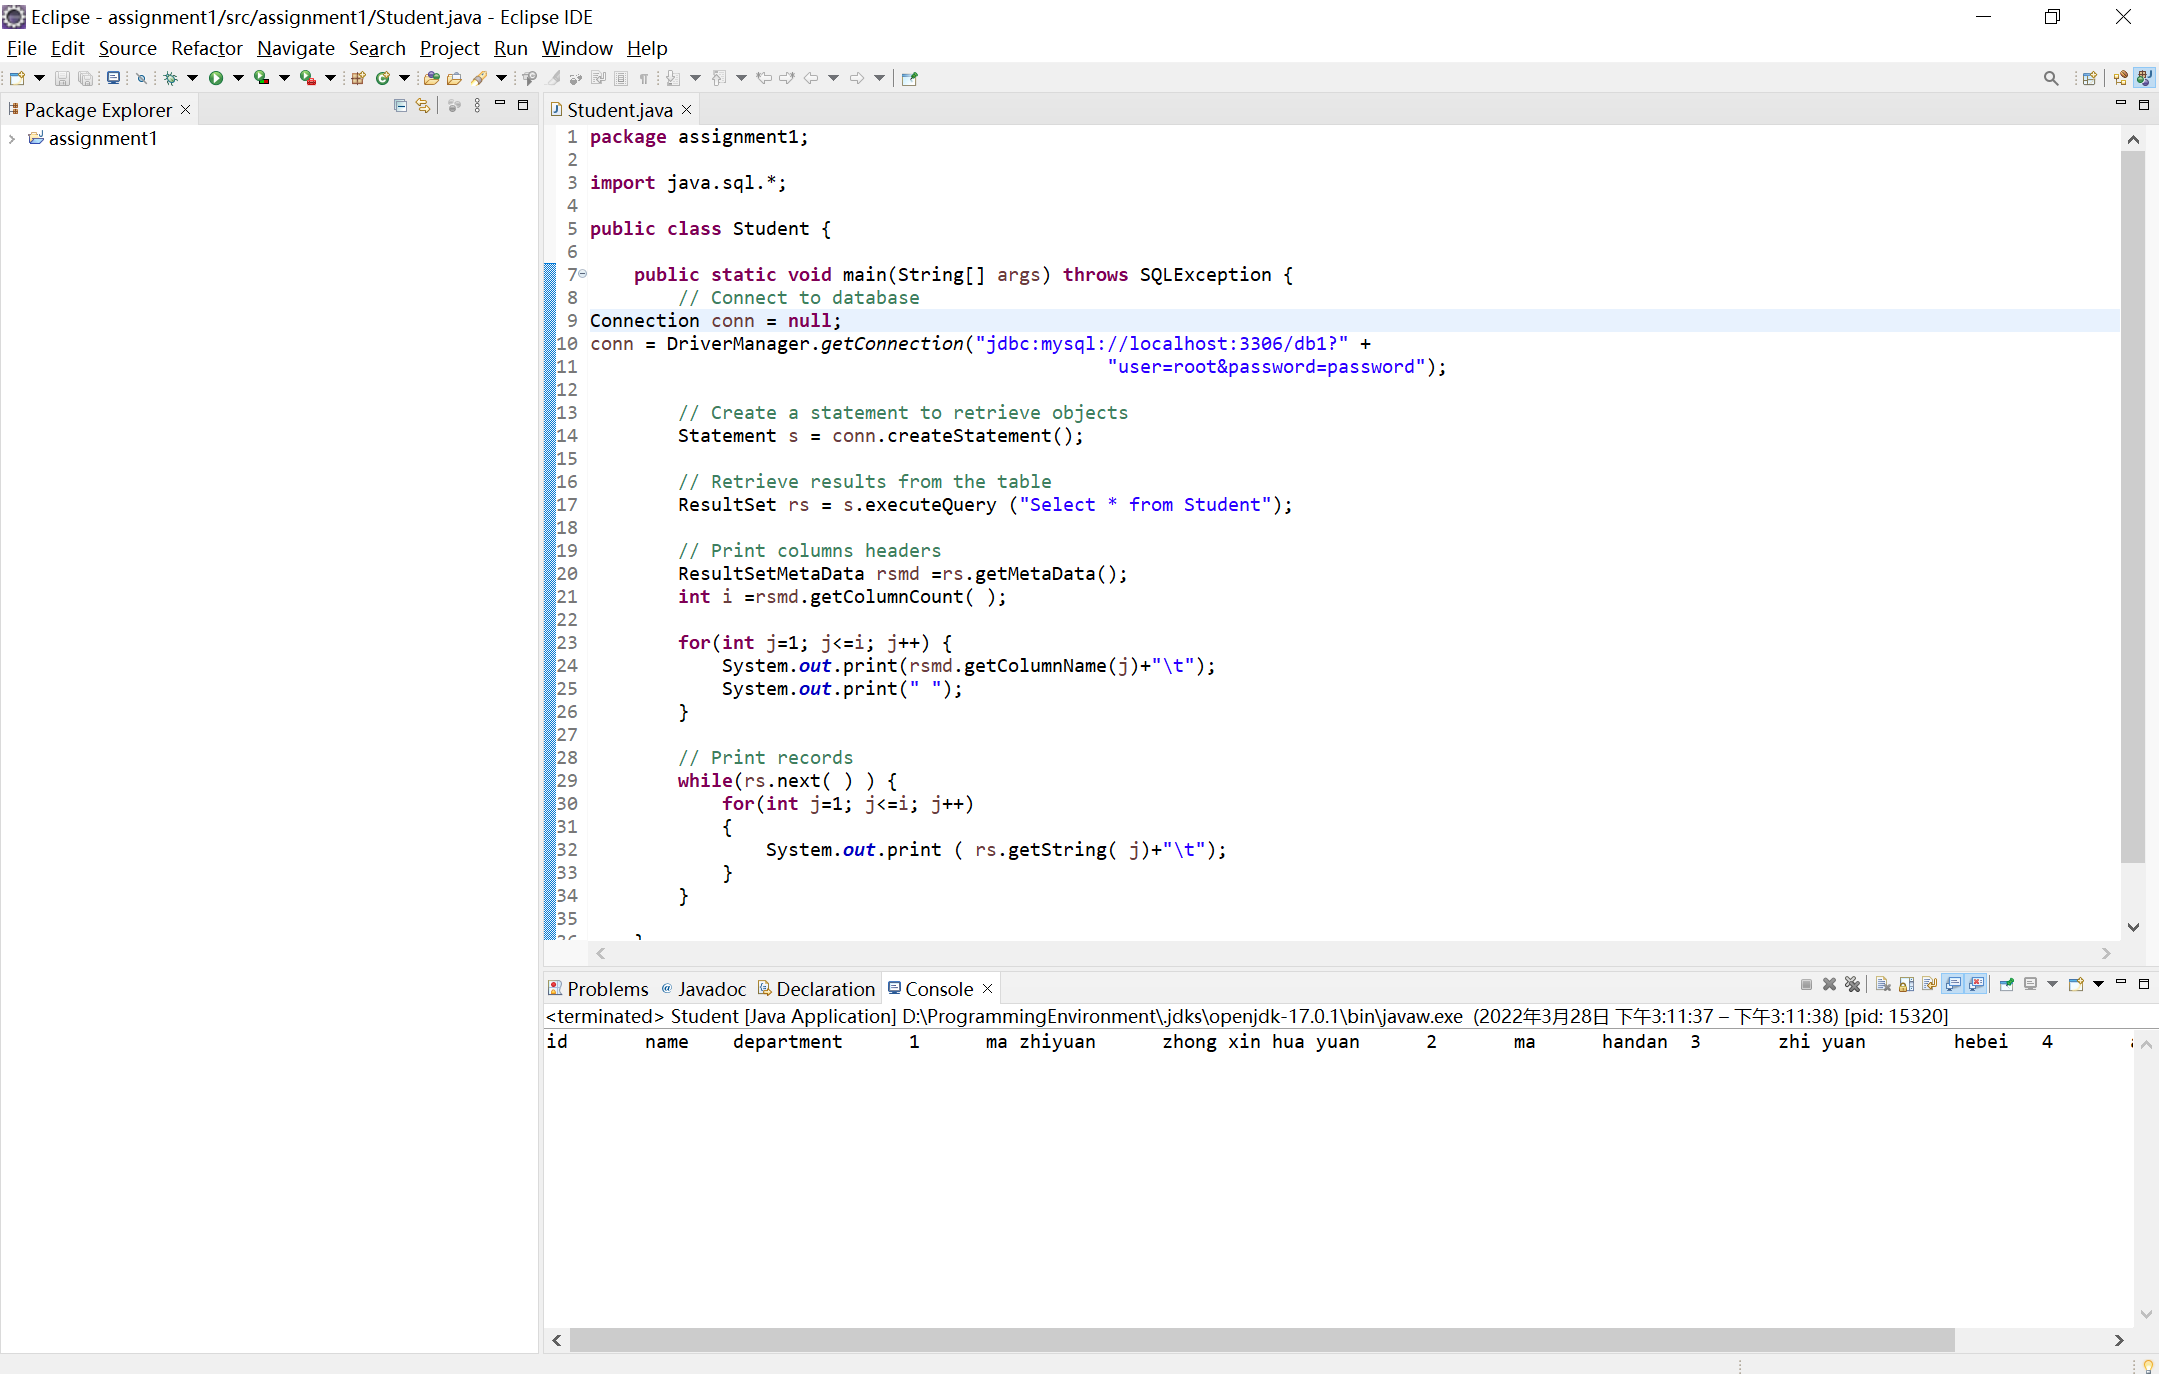 Eclipse - assignment1/src/assignment1/Student.java - Eclipse IDE
File Edit Source Refactor Navigate Search Project Run Window Help
Package Explorer
assignment1
Student.java
1 package assignment1;
2
3 import java.sql.*;
4
5 public class Student {
6
7 public static void main(String[] args) throws SQLException {
8 // Connect to database
9 Connection conn = null;
10 conn = DriverManager.getConnection("jdbc:mysql://localhost:3306/db1?" +
11 "user=root&password=password");
12
13 // Create a statement to retrieve objects
14 Statement s = conn.createStatement();
15
16 // Retrieve results from the table
17 ResultSet rs = s.executeQuery ("Select * from Student");
18
19 // Print columns headers
20 ResultSetMetaData rsmd =rs.getMetaData();
21 int i =rsmd.getColumnCount( );
22
23 for(int j=1; j<=i; j++) {
24 System.out.print(rsmd.getColumnName(j)+"\t");
25 System.out.print(" ");
26 }
27
28 // Print records
29 while(rs.next( ) ) {
30 for(int j=1; j<=i; j++)
31 {
32 System.out.print ( rs.getString( j)+"\t");
33 }
34 }
35
Problems @ Javadoc Declaration Console
<terminated> Student [Java Application] D:\ProgrammingEnvironment\.jdks\openjdk-17.0.1\bin\javaw.exe (2022年3月28日 下午3:11:37 – 下午3:11:38) [pid: 15320]
id name department 1 ma zhiyuan zhong xin hua yuan 2 ma handan 3 zhi yuan hebei 4